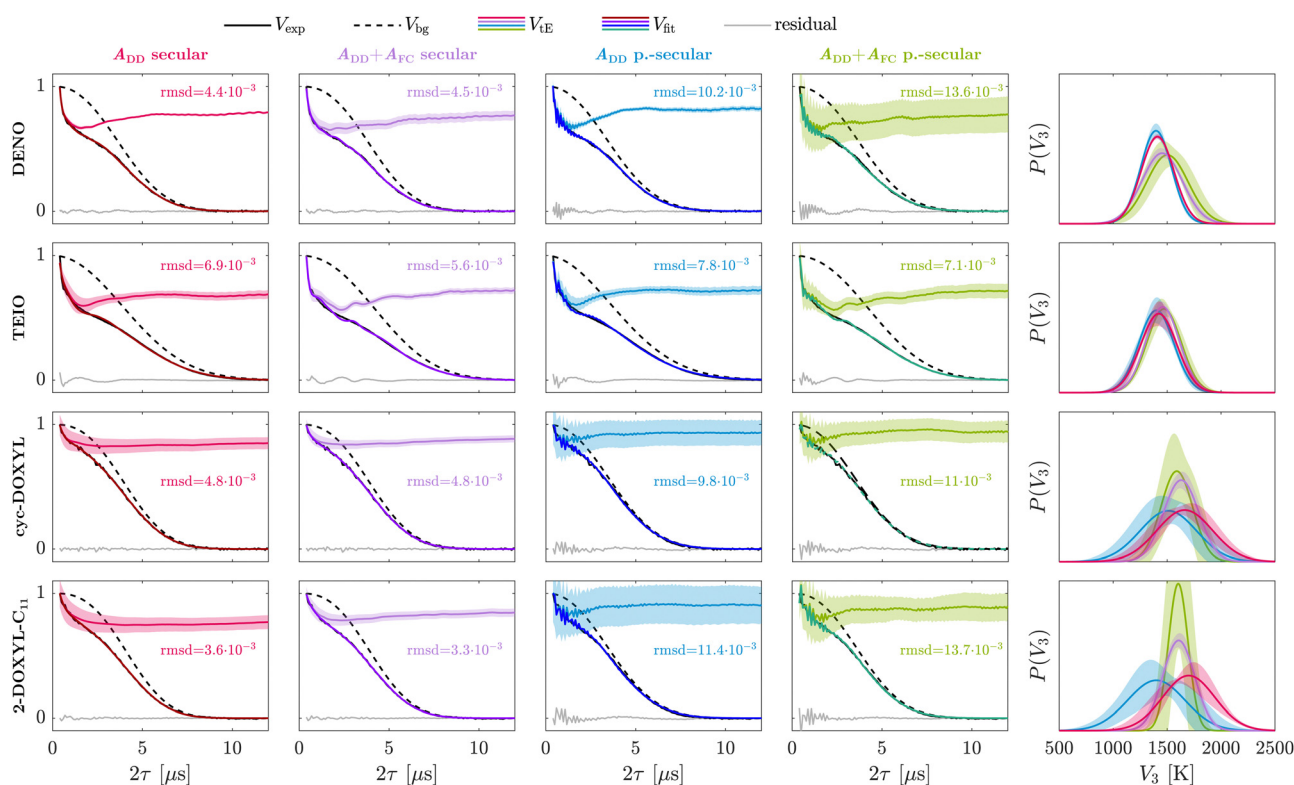 V_exp V_bg V_tE V_fit residual
A_DD secular A_DD+A_FC secular A_DD p.-secular A_DD+A_FC p.-secular
DENO
1
0
rmsd=4.4·10⁻³
rmsd=4.5·10⁻³
rmsd=10.2·10⁻³
rmsd=13.6·10⁻³
P(V₃)
TEIO
1
0
rmsd=6.9·10⁻³
rmsd=5.6·10⁻³
rmsd=7.8·10⁻³
rmsd=7.1·10⁻³
P(V₃)
cyc-DOXYL
1
0
rmsd=4.8·10⁻³
rmsd=4.8·10⁻³
rmsd=9.8·10⁻³
rmsd=11·10⁻³
P(V₃)
2-DOXYL-C₁₁
1
0
rmsd=3.6·10⁻³
rmsd=3.3·10⁻³
rmsd=11.4·10⁻³
rmsd=13.7·10⁻³
P(V₃)
0 5 10 0 5 10 0 5 10 0 5 10 500 1000 1500 2000 2500
2τ [μs] 2τ [μs] 2τ [μs] 2τ [μs] V₃ [K]